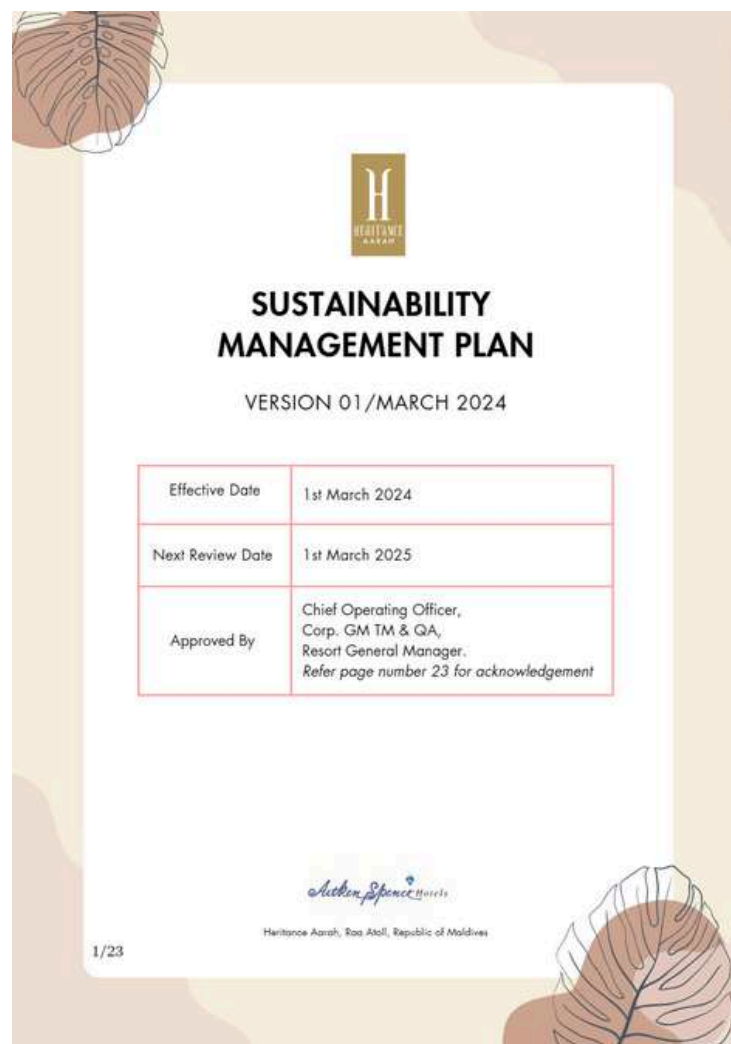 H
HERITANCE
AARAH
SUSTAINABILITY
MANAGEMENT PLAN
VERSION 01/MARCH 2024
Effective Date
1st March 2024
Next Review Date
1st March 2025
Approved By
Chief Operating Officer,
Corp. GM TM & QA,
Resort General Manager.
Refer page number 23 for acknowledgement
Aitken Spence Hotels
Heritance Aarah, Raa Atoll, Republic of Maldives
1/23